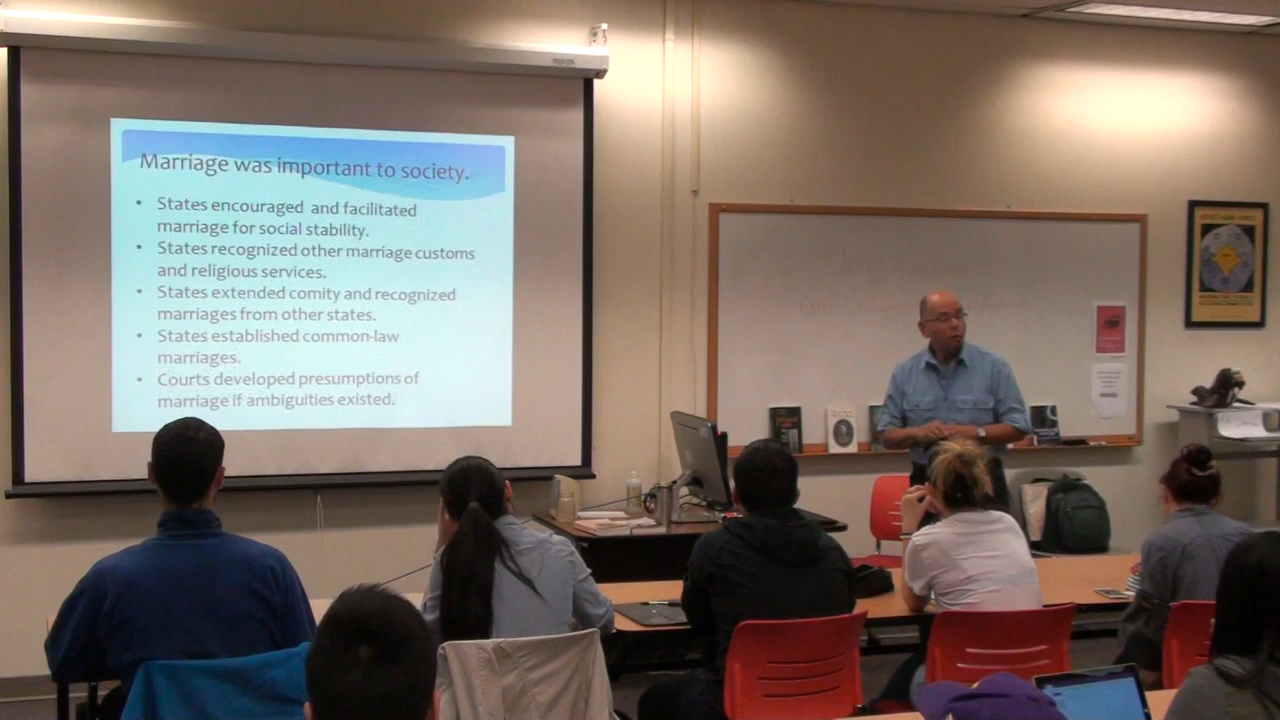 Marriage was important to society.
• States encouraged and facilitated
marriage for social stability.
• States recognized other marriage customs
and religious services.
• States extended comity and recognized
marriages from other states.
• States established common-law
marriages.
• Courts developed presumptions of
marriage if ambiguities existed.